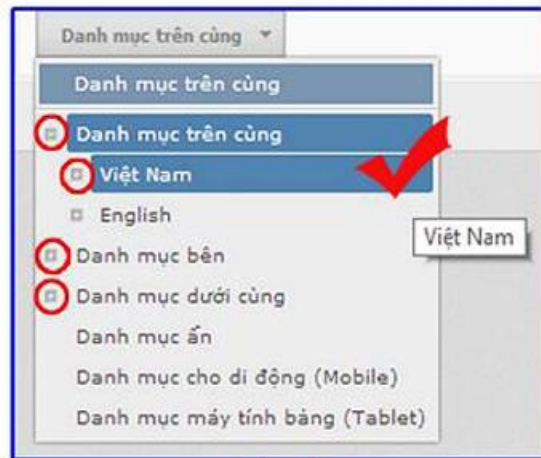 Danh mục trên cùng
Danh mục trên cùng
Danh mục trên cùng
Việt Nam
English
Việt Nam
Danh mục bên
Danh mục dưới cùng
Danh mục ẩn
Danh mục cho di động (Mobile)
Danh mục máy tính bảng (Tablet)